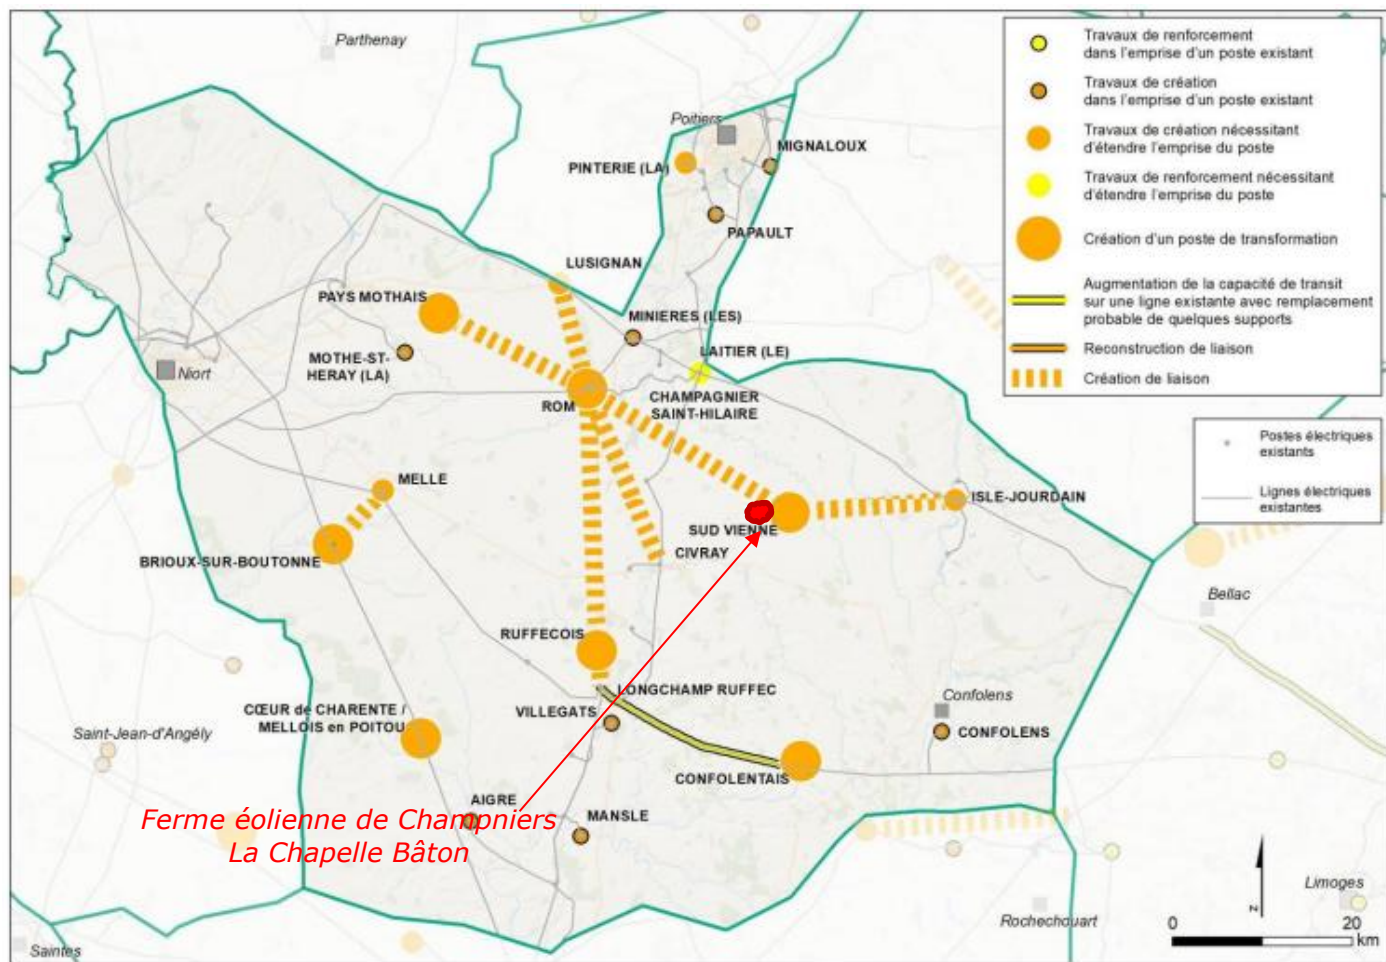 Parthenay
Poitiers
MIGNALOUX
PINTERIE (LA)
PAPAULT
LUSIGNAN
PAYS MOTHAIS
MINIERES (LES)
MOTHE-ST-
HERAY (LA)
LAITIER (LE)
Niort
ROM
CHAMPAGNIER
SAINT-HILAIRE
MELLE
ISLE-JOURDAIN
SUD VIENNE
BRIOUX-SUR-BOUTONNE
CIVRAY
Bellac
RUFFECOIS
LONGCHAMP RUFFEC
Confolens
CŒUR de CHARENTE /
MELLOIS en POITOU
VILLEGATS
Saint-Jean-d'Angély
CONFOLENS
CONFOLENTAIS
AIGRE
MANSLE
Ferme éolienne de Champniers
La Chapelle Bâton
Limoges
Rochechouart
Saintes
Travaux de renforcement
dans l'emprise d'un poste existant
Travaux de création
dans l'emprise d'un poste existant
Travaux de création nécessitant
d'étendre l'emprise du poste
Travaux de renforcement nécessitant
d'étendre l'emprise du poste
Création d'un poste de transformation
Augmentation de la capacité de transit
sur une ligne existante avec remplacement
probable de quelques supports
Reconstruction de liaison
Création de liaison
Postes électriques
existants
Lignes électriques
existantes
z
0 20
km